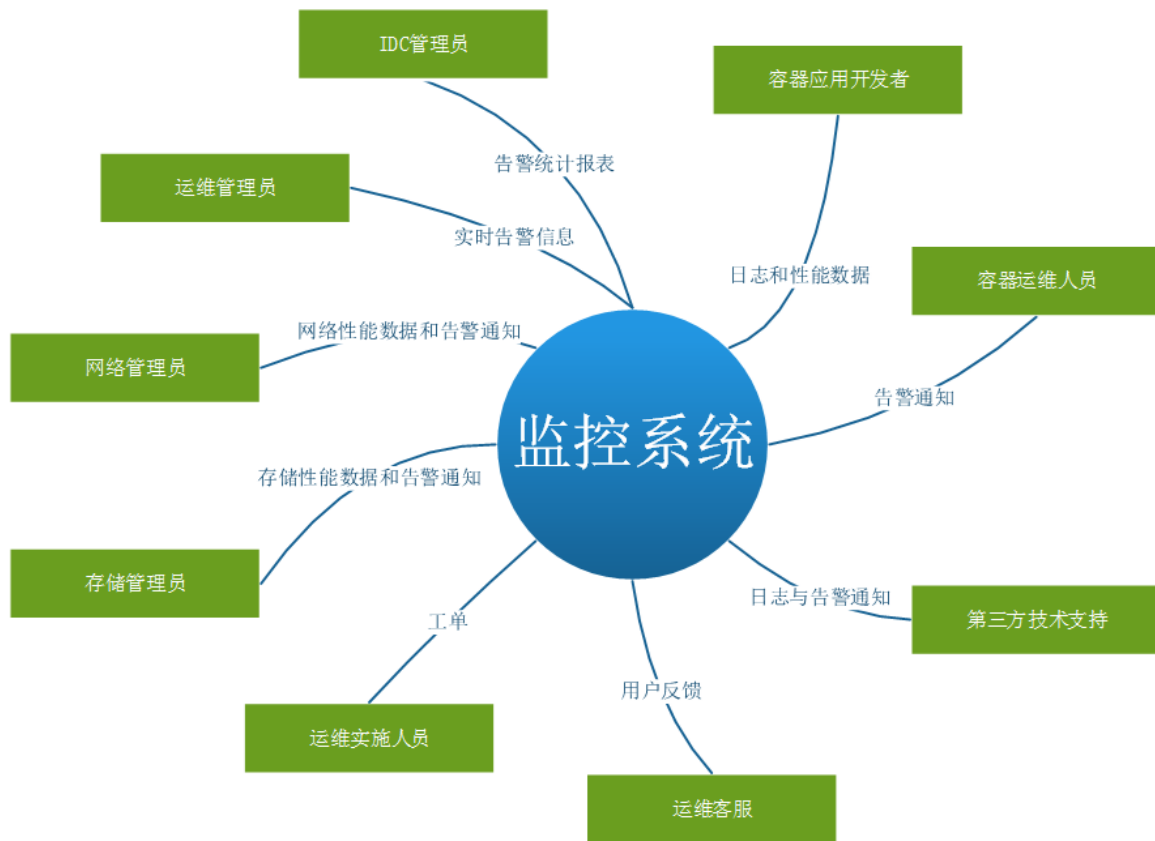 IDC管理员
容器应用开发者
告警统计报表
运维管理员
实时告警信息
日志和性能数据
容器运维人员
网络性能数据和告警通知
网络管理员
告警通知
监控系统
存储性能数据和告警通知
存储管理员
日志与告警通知
第三方技术支持
工单
用户反馈
运维实施人员
运维客服